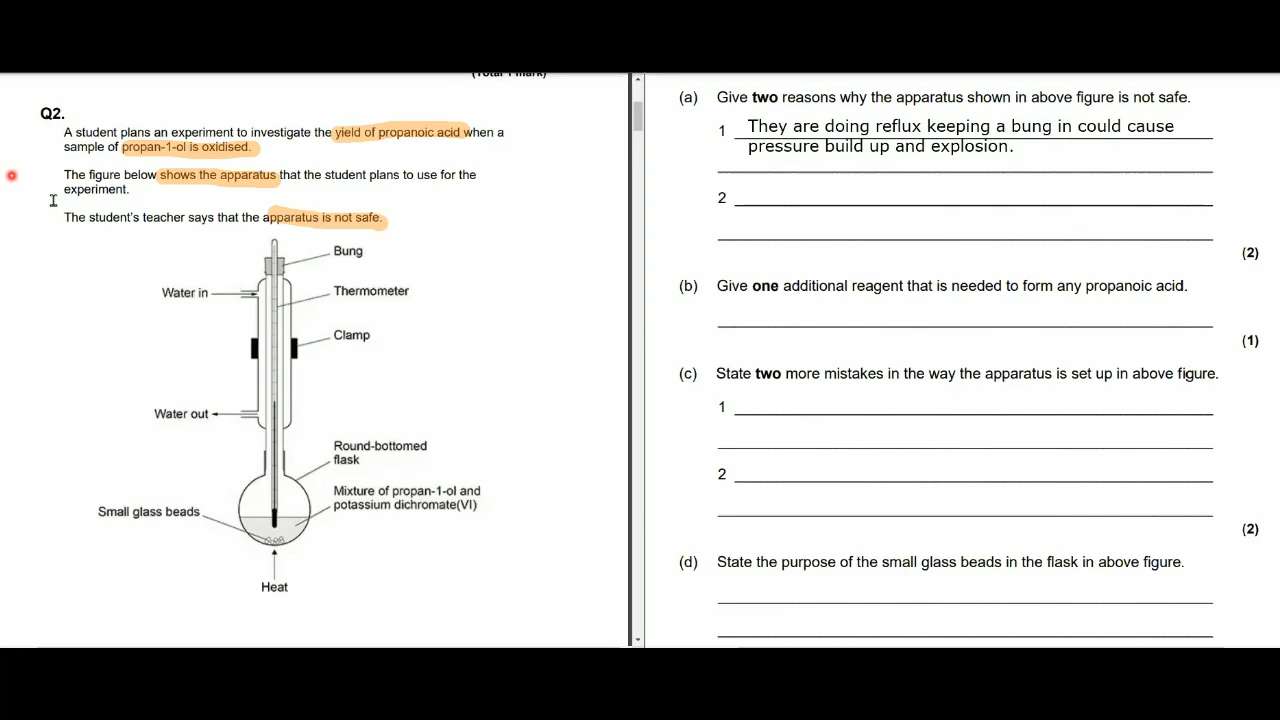 (Total 1 mark)
Q2.
A student plans an experiment to investigate the yield of propanoic acid when a
sample of propan-1-ol is oxidised.
The figure below shows the apparatus that the student plans to use for the
experiment.
The student's teacher says that the apparatus is not safe.
Bung
Water in
Thermometer
Clamp
Water out
Round-bottomed
flask
Mixture of propan-1-ol and
potassium dichromate(VI)
Small glass beads
Heat
(a) Give two reasons why the apparatus shown in above figure is not safe.
1 They are doing reflux keeping a bung in could cause
pressure build up and explosion.
2
(2)
(b) Give one additional reagent that is needed to form any propanoic acid.
(1)
(c) State two more mistakes in the way the apparatus is set up in above figure.
1
2
(2)
(d) State the purpose of the small glass beads in the flask in above figure.